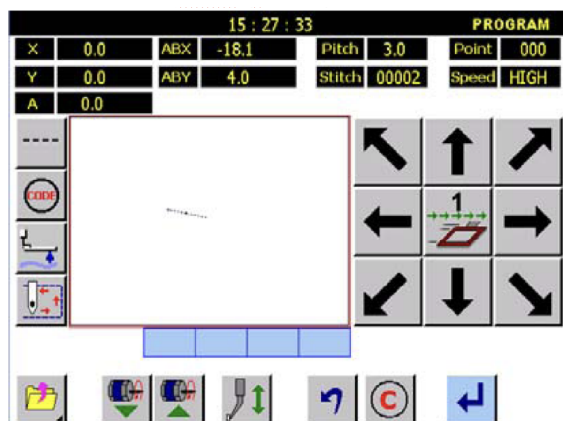 15 : 27 : 33 PROGRAM
X 0.0 ABX -18.1 Pitch 3.0 Point 000
Y 0.0 ABY 4.0 Stitch 00002 Speed HIGH
A 0.0
CODE
1
C